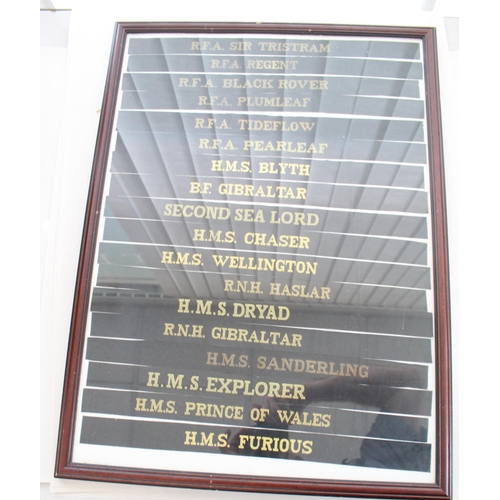 R.F.A. SIR TRISTRAM
R.F.A. REGENT
R.F.A. BLACK ROVER
R.F.A. PLUMLEAF
R.F.A. TIDEFLOW
R.F.A. PEARLEAF
H.M.S. BLYTH
B.F. GIBRALTAR
SECOND SEA LORD
H.M.S. CHASER
H.M.S. WELLINGTON
R.N.H. HASLAR
H.M.S. DRYAD
R.N.H. GIBRALTAR
H.M.S. SANDERLING
H.M.S. EXPLORER
H.M.S. PRINCE OF WALES
H.M.S. FURIOUS